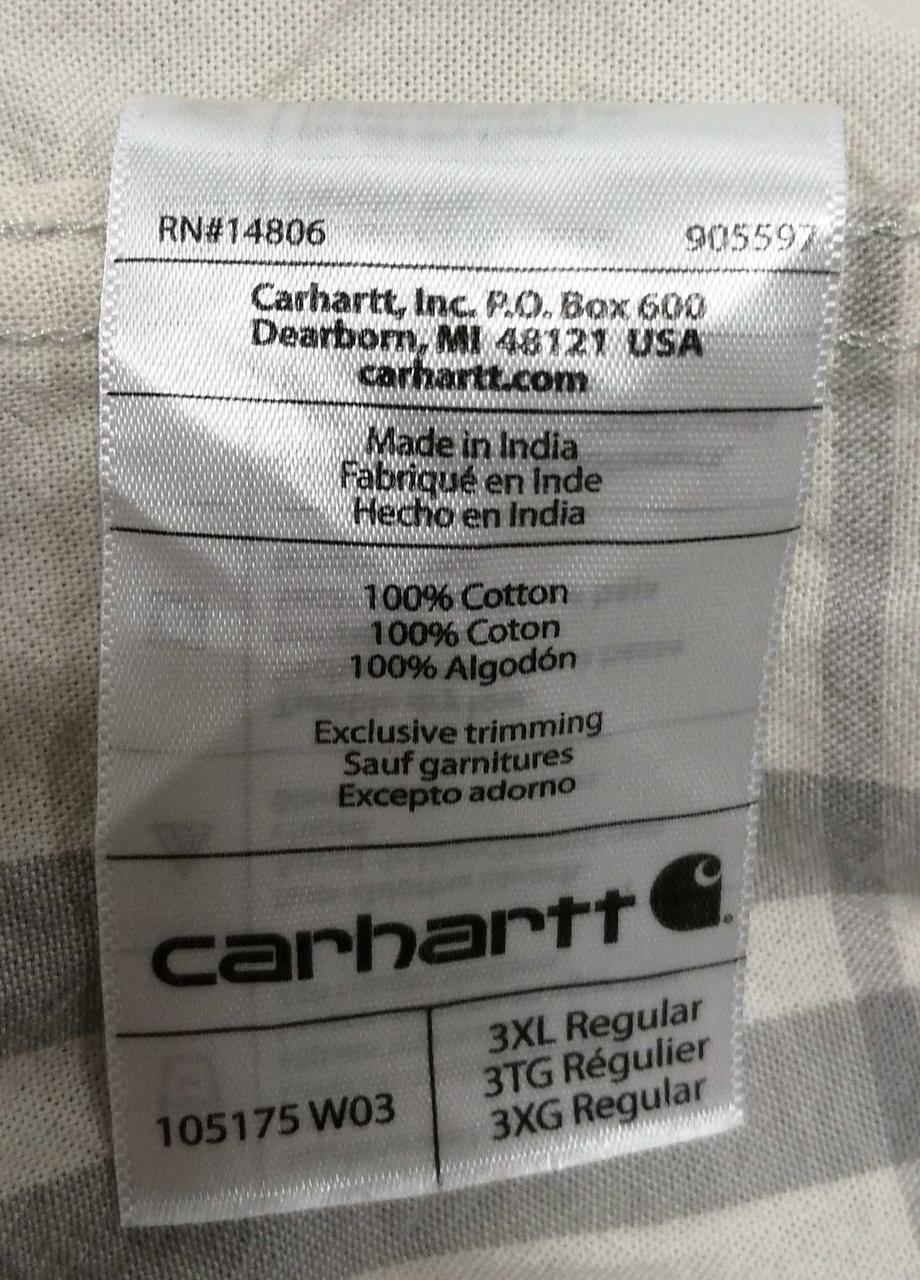 RN#14806 905597
Carhartt, Inc. P.O. Box 600
Dearborn, MI 48121 USA
carhartt.com
Made in India
Fabriqué en Inde
Hecho en India
100% Cotton
100% Coton
100% Algodón
Exclusive trimming
Sauf garnitures
Excepto adorno
carhartt
105175 W03
3XL Regular
3TG Régulier
3XG Regular